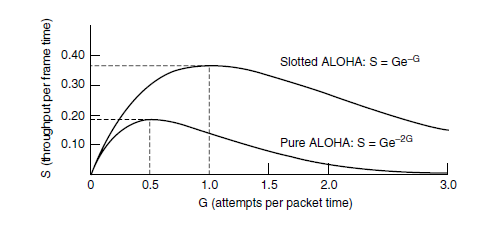 S (throughput per frame time)
0.40
0.30
0.20
0.10
Slotted ALOHA: S = Ge–G
Pure ALOHA: S = Ge–2G
0 0.5 1.0 1.5 2.0 3.0
G (attempts per packet time)